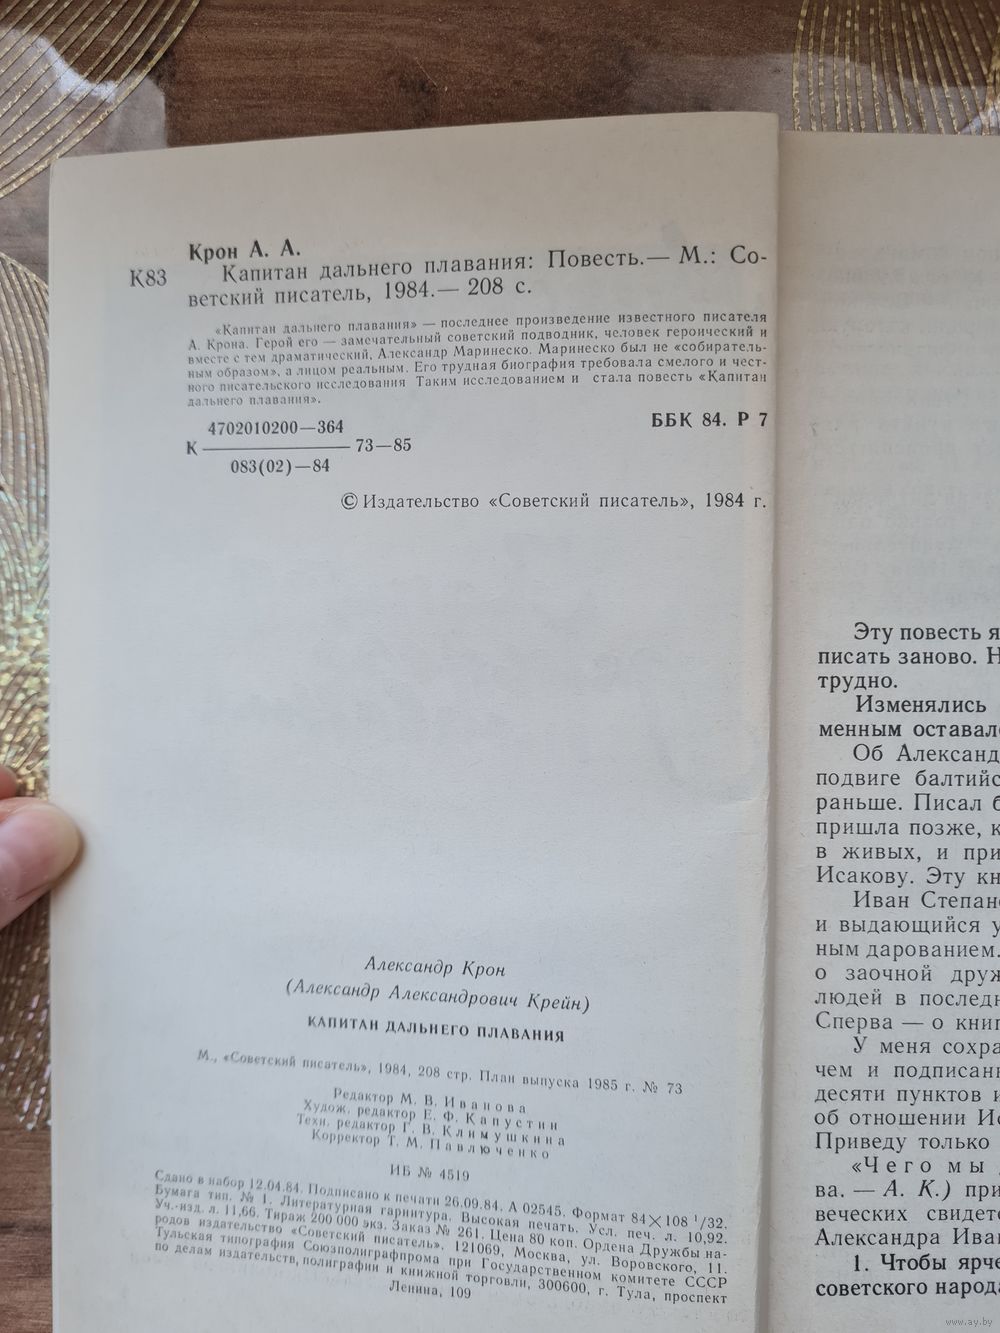 Крон А. А.
К83 Капитан дальнего плавания: Повесть.— М.: Со-
ветский писатель, 1984.— 208 с.
«Капитан дальнего плавания» — последнее произведение известного писателя
А. Крона. Герой его — замечательный советский подводник, человек героический и
вместе с тем драматический, Александр Маринеско. Маринеско был не «собиратель-
ным образом», а лицом реальным. Его трудная биография требовала смелого и чест-
ного писательского исследования Таким исследованием и стала повесть «Капитан
дальнего плавания».
4702010200—364
К 73—85
083(02)—84
ББК 84. Р 7
© Издательство «Советский писатель», 1984 г.
Александр Крон
(Александр Александрович Крейн)
КАПИТАН ДАЛЬНЕГО ПЛАВАНИЯ
М., «Советский писатель», 1984, 208 стр. План выпуска 1985 г. № 73
Редактор М. В. Иванова
Худож. редактор Е. Ф. Капустин
Техн. редактор Г. В. Климушкина
Корректор Т. М. Павлюченко
ИБ № 4519
Сдано в набор 12.04.84. Подписано к печати 26.09.84. А 02545. Формат 84×108 1/32.
Бумага тип. № 1. Литературная гарнитура. Высокая печать. Усл. печ. л. 10,92.
Уч.-изд. л. 11,66. Тираж 200 000 экз. Заказ № 261. Цена 80 коп. Ордена Дружбы на-
родов издательство «Советский писатель». 121069, Москва, ул. Воровского, 11.
Тульская типография Союзполиграфпрома при Государственном комитете СССР
по делам издательств, полиграфии и книжной торговли, 300600, г. Тула, проспект
Ленина, 109
Эту повесть я
писать заново. Н
трудно.
Изменялись
менным оставал
Об Александ
подвиге балтийс
раньше. Писал б
пришла позже, к
в живых, и при
Исакову. Эту кн
Иван Степан
и выдающийся у
ным дарованием.
о заочной друж
людей в последн
Сперва — о книг
У меня сохра
чем и подписанн
десяти пунктов и
об отношении Ис
Приведу только
«Чего мы
ва. — А. К.) при
веческих свидет
Александра Иван
1. Чтобы ярче
советского народа
www.ay.by